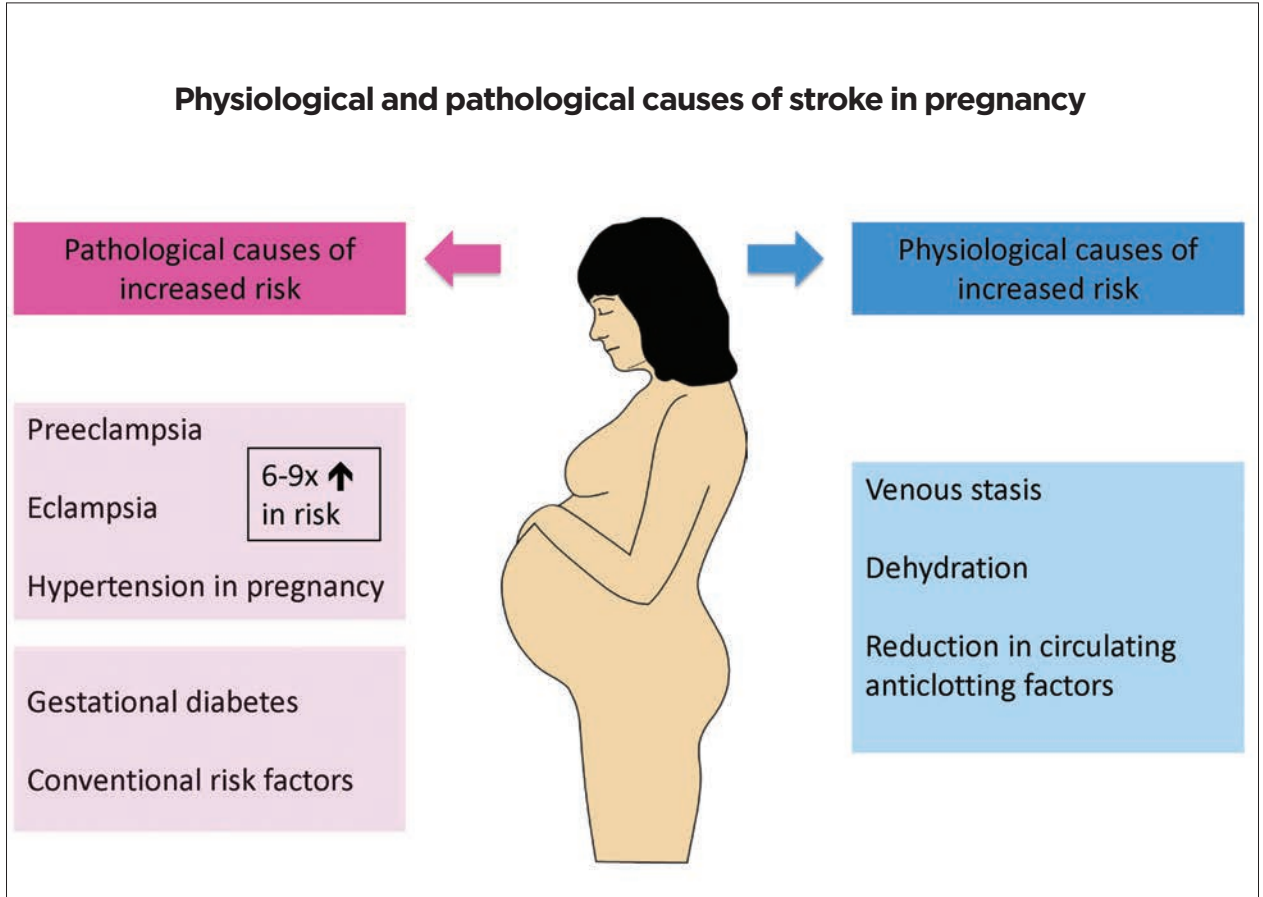 Physiological and pathological causes of stroke in pregnancy
Pathological causes of
increased risk
Physiological causes of
increased risk
Preeclampsia
Eclampsia
Hypertension in pregnancy
6-9x ↑
in risk
Gestational diabetes
Conventional risk factors
Venous stasis
Dehydration
Reduction in circulating
anticlotting factors